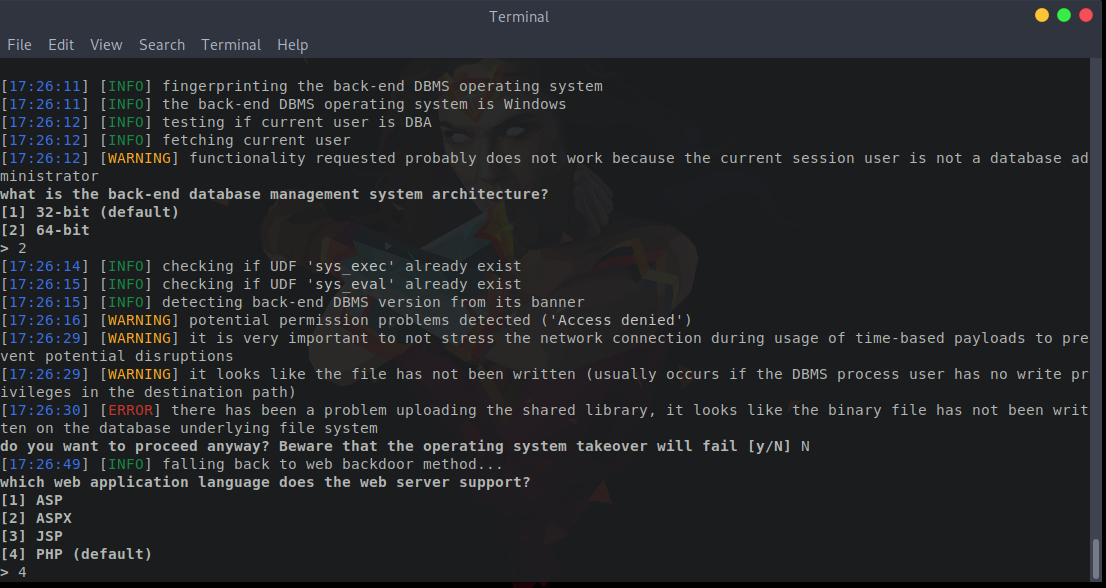 Terminal
File Edit View Search Terminal Help
[17:26:11] [INFO] fingerprinting the back-end DBMS operating system
[17:26:11] [INFO] the back-end DBMS operating system is Windows
[17:26:12] [INFO] testing if current user is DBA
[17:26:12] [INFO] fetching current user
[17:26:12] [WARNING] functionality requested probably does not work because the current session user is not a database ad
ministrator
what is the back-end database management system architecture?
[1] 32-bit (default)
[2] 64-bit
> 2
[17:26:14] [INFO] checking if UDF 'sys_exec' already exist
[17:26:15] [INFO] checking if UDF 'sys_eval' already exist
[17:26:15] [INFO] detecting back-end DBMS version from its banner
[17:26:16] [WARNING] potential permission problems detected ('Access denied')
[17:26:29] [WARNING] it is very important to not stress the network connection during usage of time-based payloads to pre
vent potential disruptions
[17:26:29] [WARNING] it looks like the file has not been written (usually occurs if the DBMS process user has no write pr
ivileges in the destination path)
[17:26:30] [ERROR] there has been a problem uploading the shared library, it looks like the binary file has not been writ
ten on the database underlying file system
do you want to proceed anyway? Beware that the operating system takeover will fail [y/N] N
[17:26:49] [INFO] falling back to web backdoor method...
which web application language does the web server support?
[1] ASP
[2] ASPX
[3] JSP
[4] PHP (default)
> 4